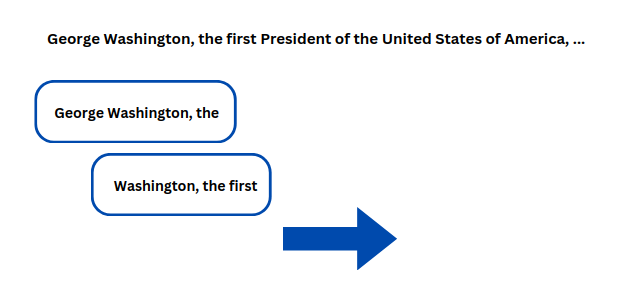 George Washington, the first President of the United States of America, ...
George Washington, the
Washington, the first